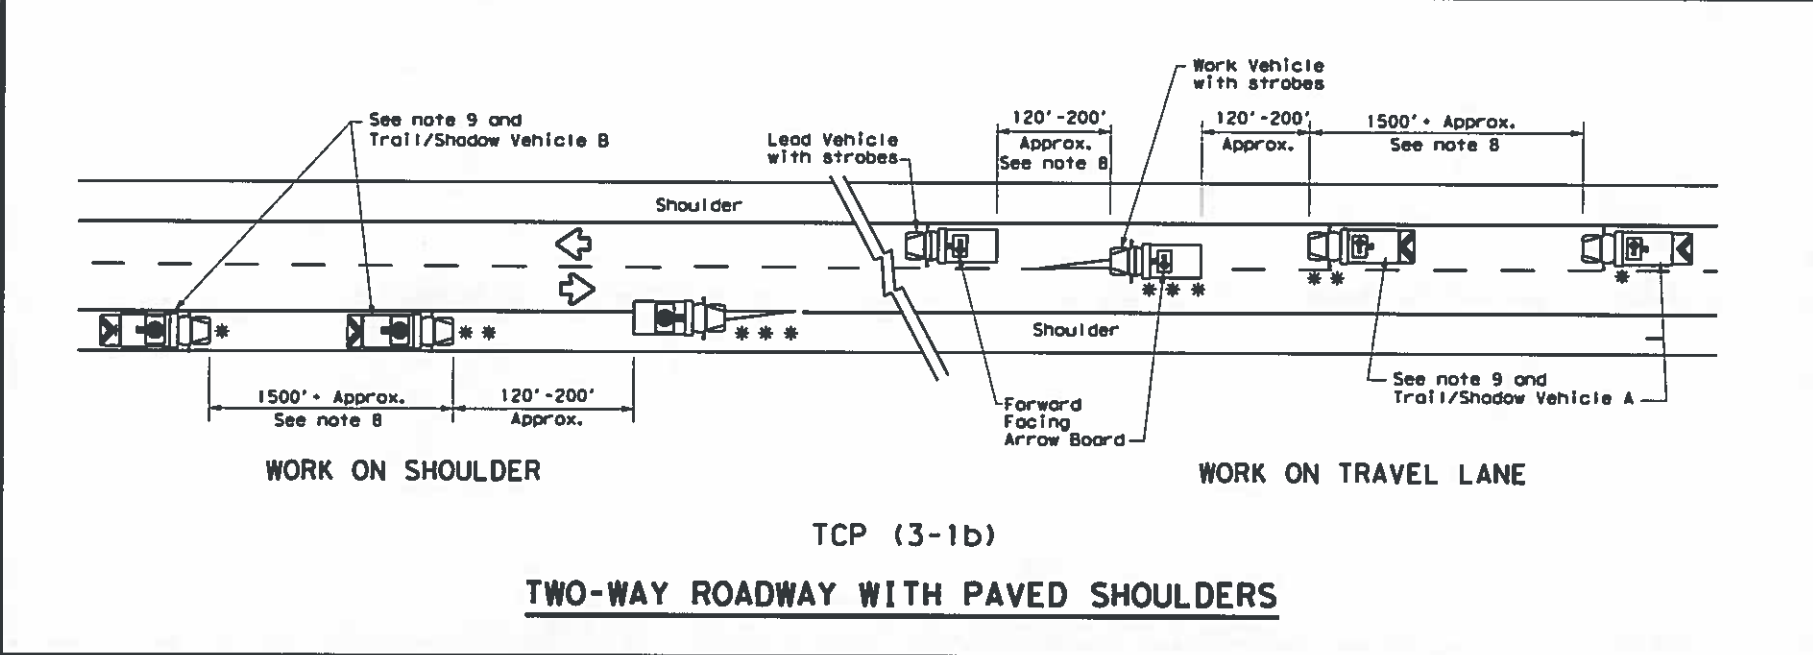 Work Vehicle
with strobes
See note 9 and
Trail/Shadow Vehicle B
Lead Vehicle
with strobes
120'-200'
Approx.
See note 8
120'-200'
Approx.
1500'+ Approx.
See note 8
Shoulder
*
* *
* * *
* * *
* *
*
Shoulder
1500'+ Approx.
See note 8
120'-200'
Approx.
Forward
Facing
Arrow Board
See note 9 and
Trail/Shadow Vehicle A
WORK ON SHOULDER
WORK ON TRAVEL LANE
TCP (3-1b)
TWO-WAY ROADWAY WITH PAVED SHOULDERS